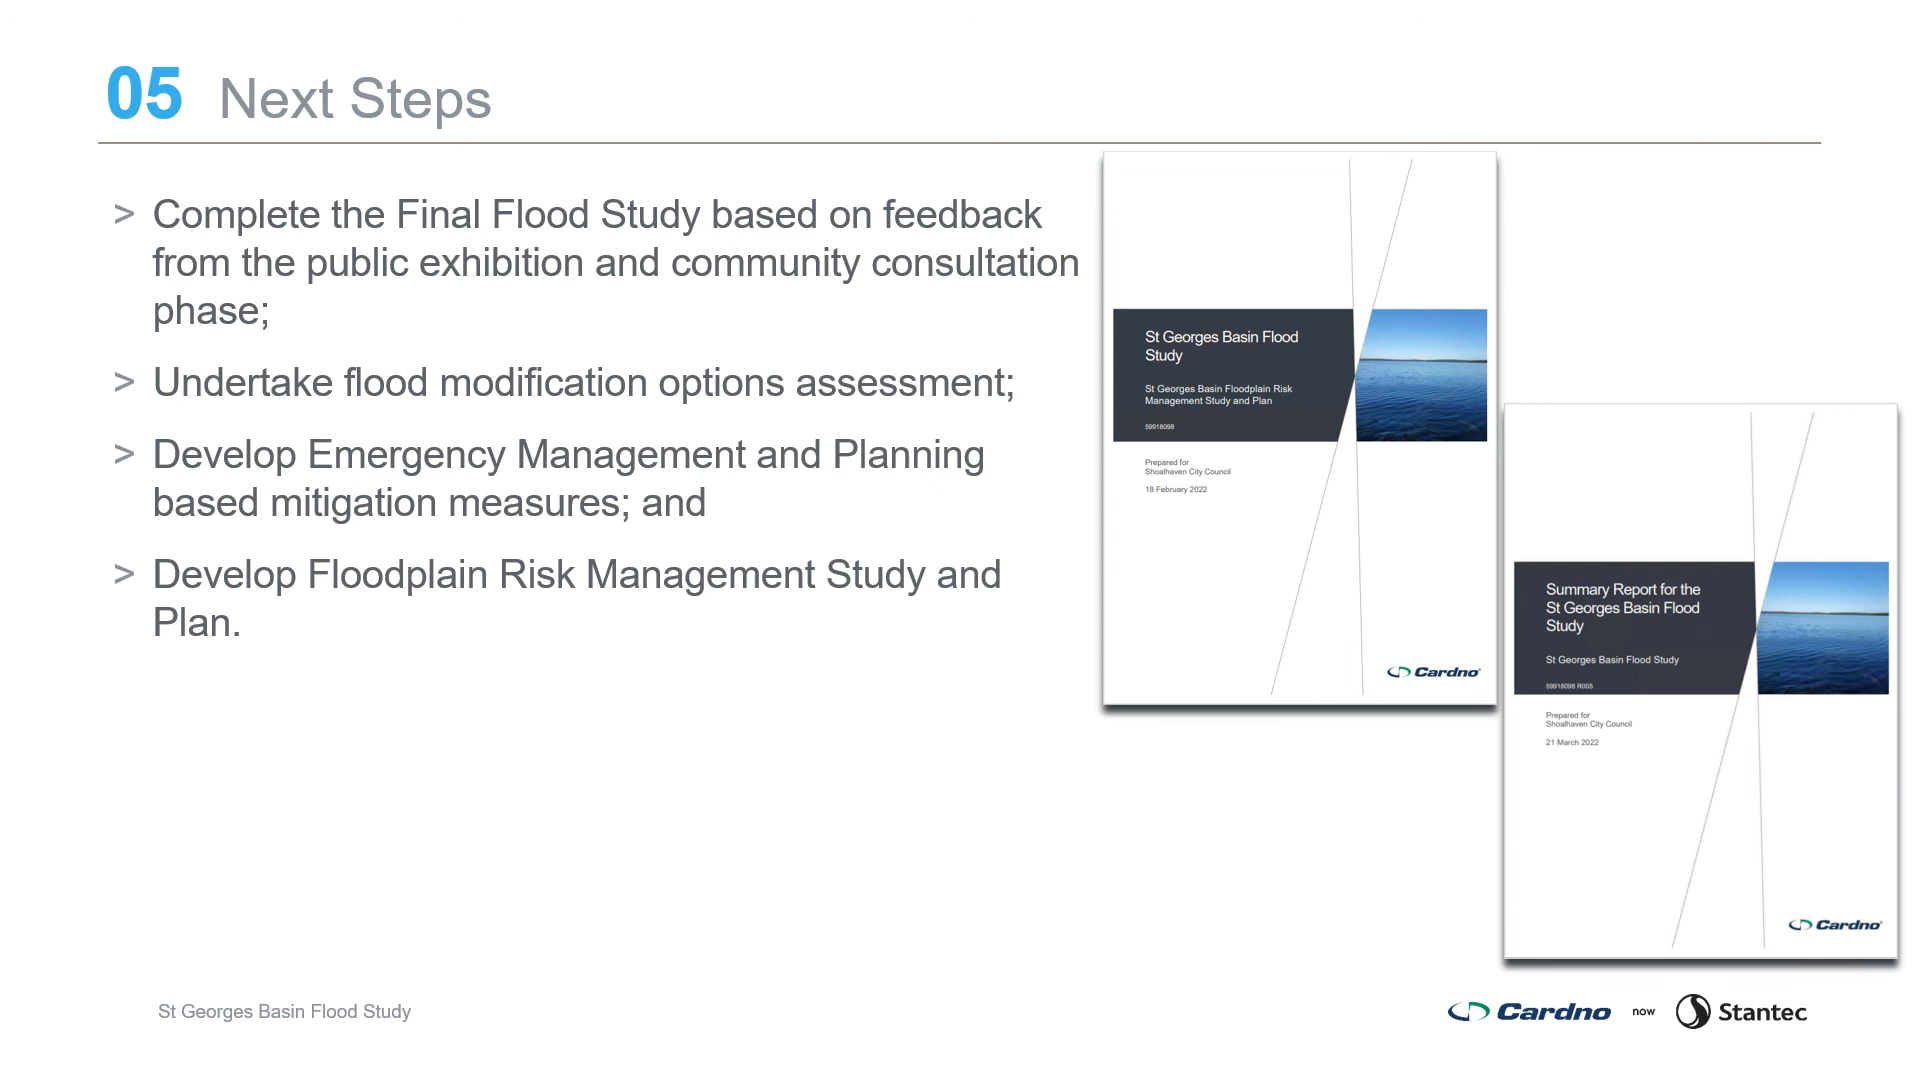 05 Next Steps
> Complete the Final Flood Study based on feedback
from the public exhibition and community consultation
phase;
> Undertake flood modification options assessment;
> Develop Emergency Management and Planning
based mitigation measures; and
> Develop Floodplain Risk Management Study and
Plan.
St Georges Basin Flood
Study
St Georges Basin Floodplain Risk
Management Study and Plan
59918098
Prepared for
Shoalhaven City Council
18 February 2022
Cardno
Summary Report for the
St Georges Basin Flood
Study
St Georges Basin Flood Study
59918098 R005
Prepared for
Shoalhaven City Council
21 March 2022
Cardno
St Georges Basin Flood Study
Cardno now Stantec